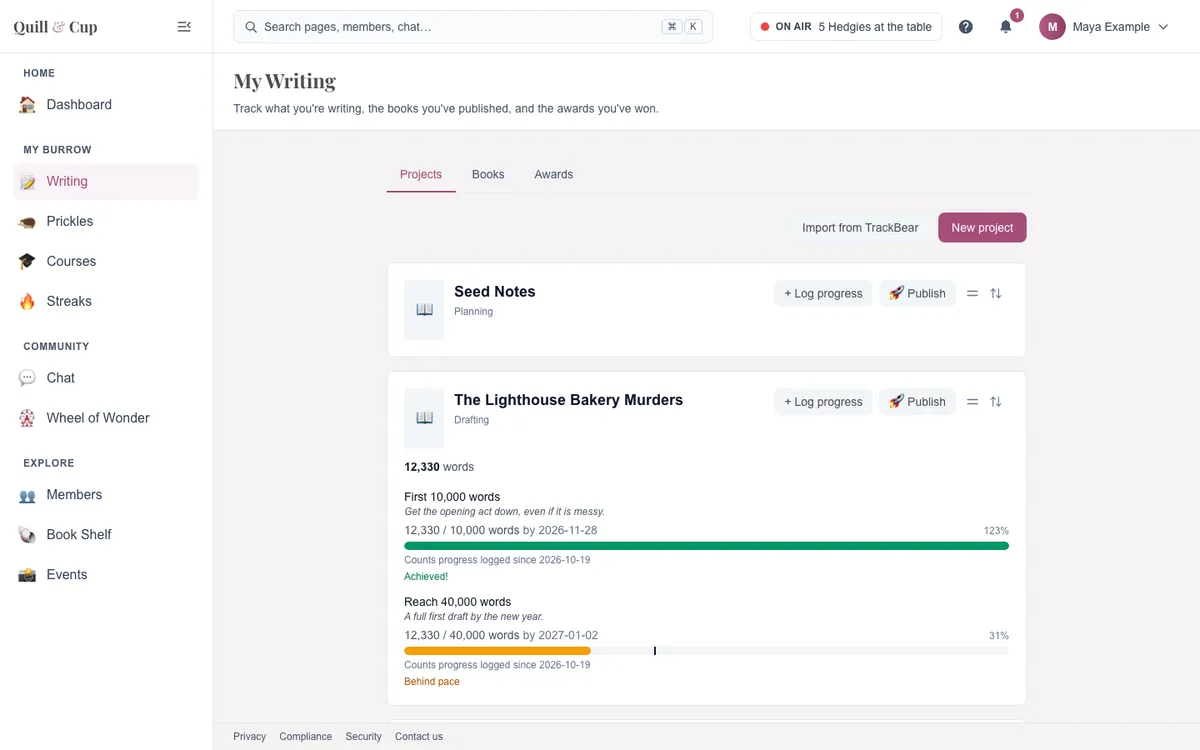 Quill & Cup
Search pages, members, chat…
⌘ K
ON AIR 5 Hedgies at the table
1
M
Maya Example
HOME
Dashboard
MY BURROW
Writing
Prickles
Courses
Streaks
COMMUNITY
Chat
Wheel of Wonder
EXPLORE
Members
Book Shelf
Events
My Writing
Track what you're writing, the books you've published, and the awards you've won.
Projects
Books
Awards
Import from TrackBear
New project
Seed Notes
Planning
+ Log progress
Publish
The Lighthouse Bakery Murders
Drafting
+ Log progress
Publish
12,330 words
First 10,000 words
Get the opening act down, even if it is messy.
12,330 / 10,000 words by 2026-11-28
123%
Counts progress logged since 2026-10-19
Achieved!
Reach 40,000 words
A full first draft by the new year.
12,330 / 40,000 words by 2027-01-02
31%
Counts progress logged since 2026-10-19
Behind pace
Privacy
Compliance
Security
Contact us